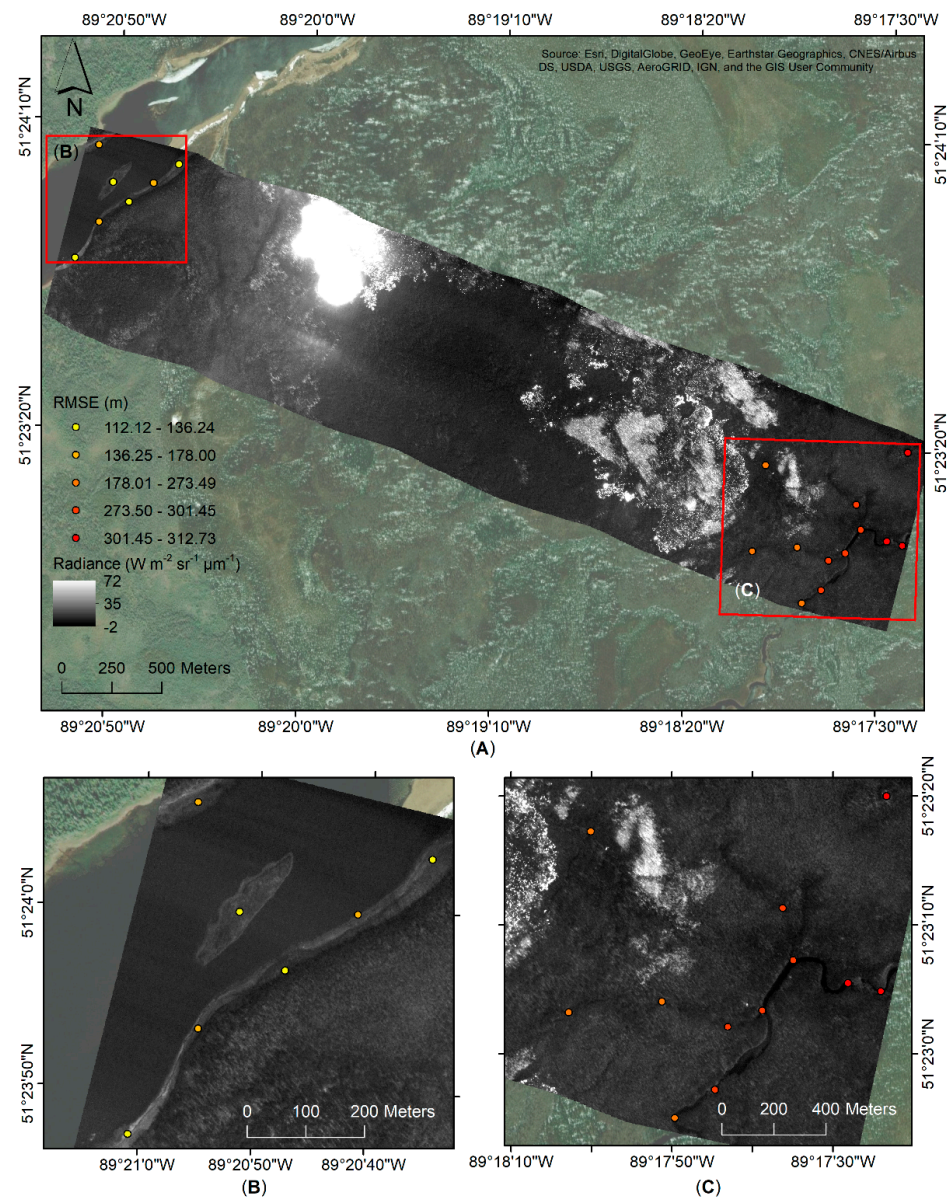 89°20'50"W 89°20'0"W 89°19'10"W 89°18'20"W 89°17'30"W
Source: Esri, DigitalGlobe, GeoEye, Earthstar Geographics, CNES/Airbus
DS, USDA, USGS, AeroGRID, IGN, and the GIS User Community
N
51°24'10"N
51°24'10"N
(B)
51°23'20"N
51°23'20"N
RMSE (m)
112.12 - 136.24
136.25 - 178.00
178.01 - 273.49
273.50 - 301.45
301.45 - 312.73
Radiance (W m⁻² sr⁻¹ µm⁻¹)
72
35
-2
(C)
0 250 500 Meters
89°20'50"W 89°20'0"W 89°19'10"W 89°18'20"W 89°17'30"W
(A)
51°24'0"N
51°23'50"N
0 100 200 Meters
89°21'0"W 89°20'50"W 89°20'40"W
(B)
51°23'20"N
51°23'10"N
51°23'0"N
0 200 400 Meters
89°18'10"W 89°17'50"W 89°17'30"W
(C)